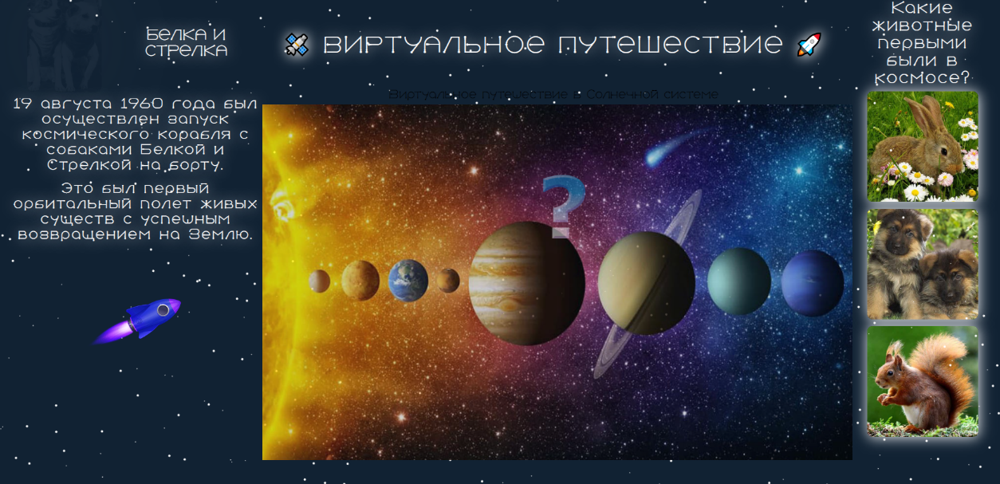 БЕЛКА И
СТРЕЛКА
ВИРТУАЛЬНОЕ ПУТЕШЕСТВИЕ
Какие
животные
первыми
были в
космосе?
19 августа 1960 года был
осуществлен запуск
космического корабля с
собаками Белкой и
Стрелкой на борту.
Это был первый
орбитальный полет живых
существ с успешным
возвращением на Землю.
Виртуальное путешествие в Солнечной системе
?